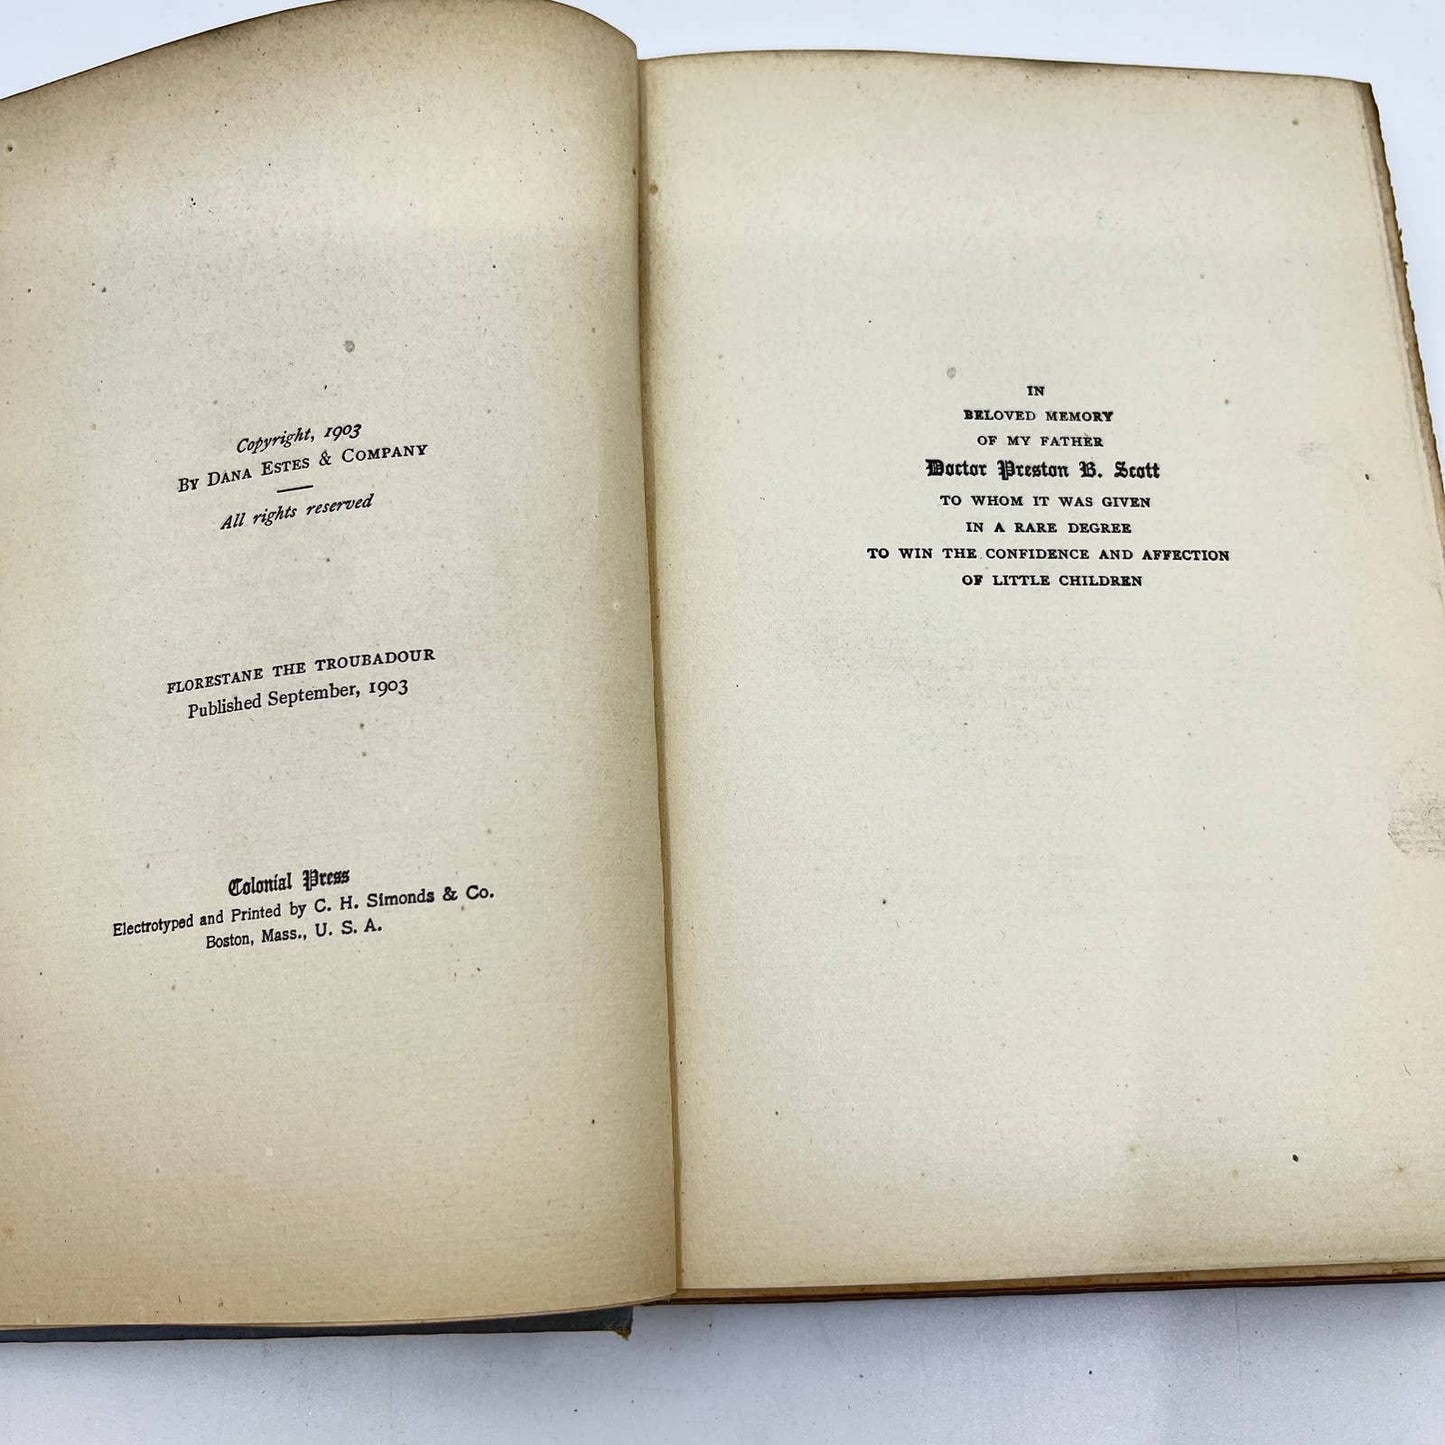 Copyright, 1903
BY DANA ESTES & COMPANY
All rights reserved
FLORESTANE THE TROUBADOUR
Published September, 1903
Colonial Press
Electrotyped and Printed by C. H. Simonds & Co.
Boston, Mass., U. S. A.
IN
BELOVED MEMORY
OF MY FATHER
Doctor Preston B. Scott
TO WHOM IT WAS GIVEN
IN A RARE DEGREE
TO WIN THE CONFIDENCE AND AFFECTION
OF LITTLE CHILDREN